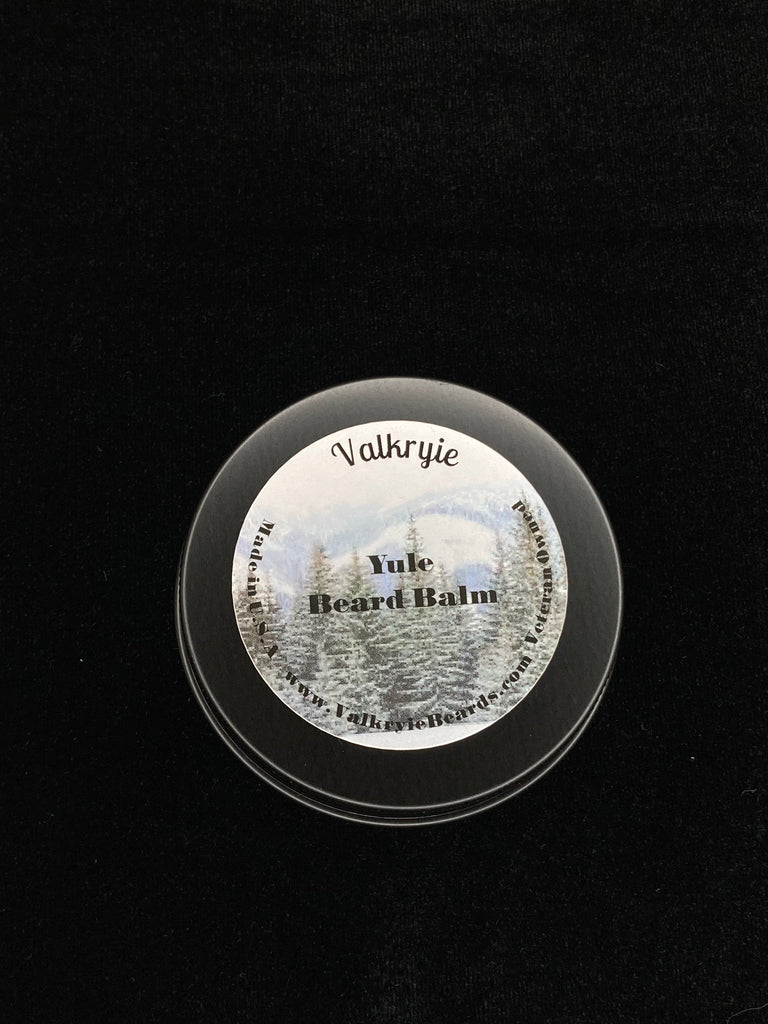 Valkryie
Yule
Beard Balm
Made in U.S.A
www.ValkryieBeards.com
Veteran Owned